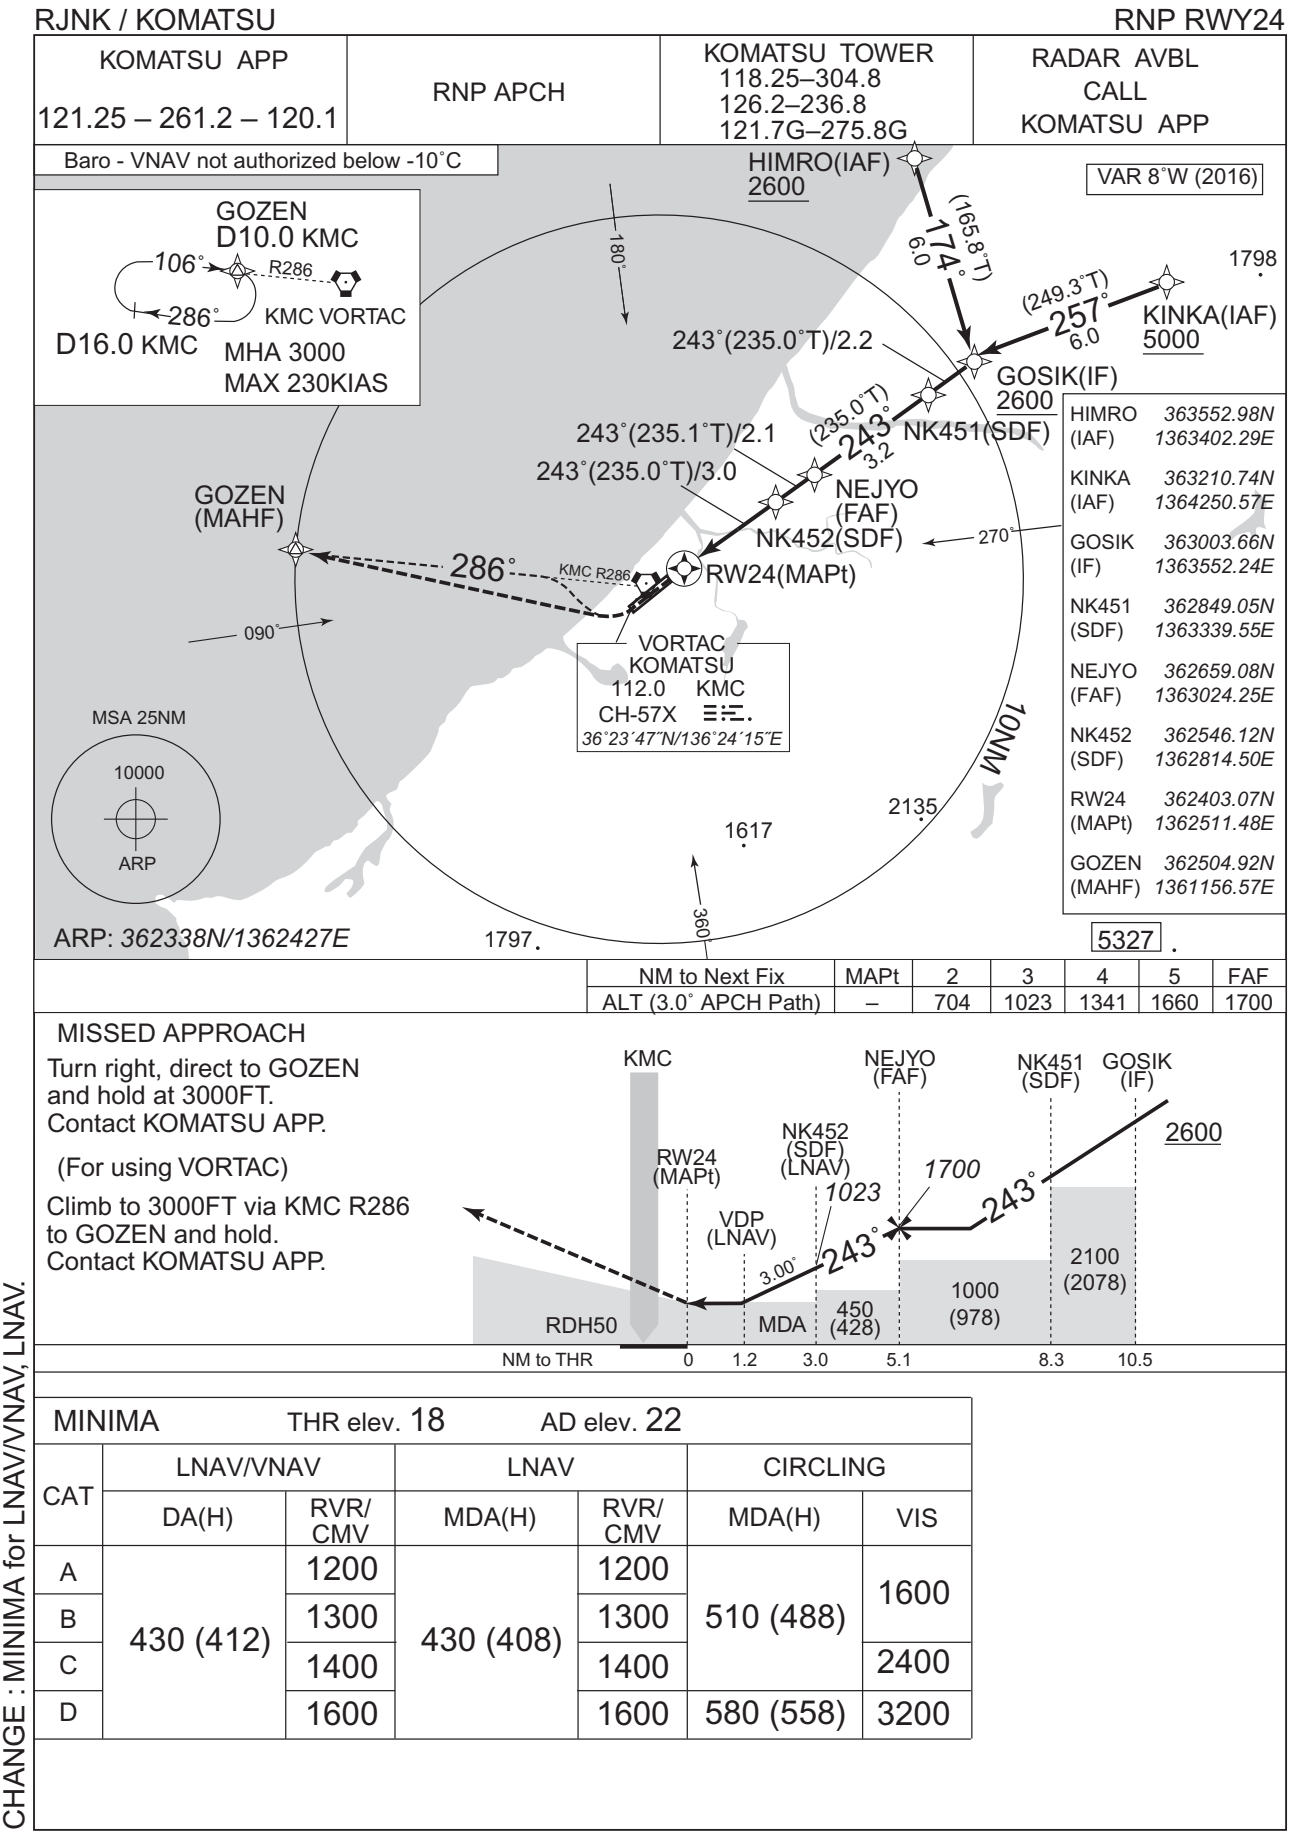 RJNK / KOMATSU
RNP RWY24
KOMATSU APP
121.25 – 261.2 – 120.1
RNP APCH
KOMATSU TOWER
118.25–304.8
126.2–236.8
121.7G–275.8G
RADAR AVBL
CALL
KOMATSU APP
Baro - VNAV not authorized below -10˚C
VAR 8˚W (2016)
HIMRO(IAF)
2600
(165.8˚T)
174˚
6.0
1798
(249.3˚T)
257˚
6.0
KINKA(IAF)
5000
GOZEN
D10.0 KMC
106˚
R286
286˚
KMC VORTAC
D16.0 KMC
MHA 3000
MAX 230KIAS
180˚
243˚(235.0˚T)/2.2
GOSIK(IF)
2600
(235.0˚T)
243˚
3.2
NK451(SDF)
243˚(235.1˚T)/2.1
243˚(235.0˚T)/3.0
NEJYO
(FAF)
NK452(SDF)
270˚
GOZEN
(MAHF)
286˚
KMC R286
RW24(MAPt)
090˚
VORTAC
KOMATSU
112.0 KMC
CH-57X
36˚23´47˝N/136˚24´15˝E
10NM
HIMRO 363552.98N
(IAF) 1363402.29E
KINKA 363210.74N
(IAF) 1364250.57E
GOSIK 363003.66N
(IF) 1363552.24E
NK451 362849.05N
(SDF) 1363339.55E
NEJYO 362659.08N
(FAF) 1363024.25E
NK452 362546.12N
(SDF) 1362814.50E
RW24 362403.07N
(MAPt) 1362511.48E
GOZEN 362504.92N
(MAHF) 1361156.57E
MSA 25NM
10000
ARP
2135
1617
360˚
ARP: 362338N/1362427E
1797
5327
NM to Next Fix MAPt 2 3 4 5 FAF
ALT (3.0˚ APCH Path) – 704 1023 1341 1660 1700
MISSED APPROACH
Turn right, direct to GOZEN
and hold at 3000FT.
Contact KOMATSU APP.
(For using VORTAC)
Climb to 3000FT via KMC R286
to GOZEN and hold.
Contact KOMATSU APP.
KMC
NEJYO
(FAF)
NK451
(SDF)
GOSIK
(IF)
2600
NK452
(SDF)
(LNAV)
RW24
(MAPt)
1023
1700
243˚
VDP
(LNAV)
3.00˚
243˚
2100
(2078)
1000
(978)
450
(428)
MDA
RDH50
NM to THR 0 1.2 3.0 5.1 8.3 10.5
MINIMA THR elev. 18 AD elev. 22
CAT LNAV/VNAV LNAV CIRCLING
DA(H) RVR/
CMV MDA(H) RVR/
CMV MDA(H) VIS
A 1200 1200
1600
B 1300 1300 510 (488)
430 (412) 430 (408)
C 1400 1400 2400
D 1600 1600 580 (558) 3200
CHANGE : MINIMA for LNAV/VNAV, LNAV.